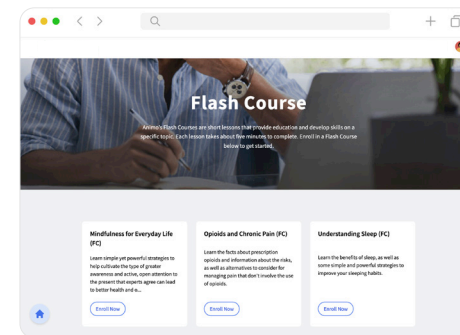 Flash Course
Animo's Flash Courses are short lessons that provide education and develop skills on a
specific topic. Each lesson takes about five minutes to complete. Enroll in a Flash Course
below to get started.
Mindfulness for Everyday Life
(FC)
Learn simple yet powerful strategies to
help cultivate the type of greater
awareness and active, open attention to
the present that experts agree can lead
to better health and o...
Enroll Now
Opioids and Chronic Pain (FC)
Learn the facts about prescription
opioids and information about the risks,
as well as alternatives to consider for
managing pain that don't involve the use
of opioids.
Enroll Now
Understanding Sleep (FC)
Learn the benefits of sleep, as well as
some simple and powerful strategies to
improve your sleeping habits.
Enroll Now